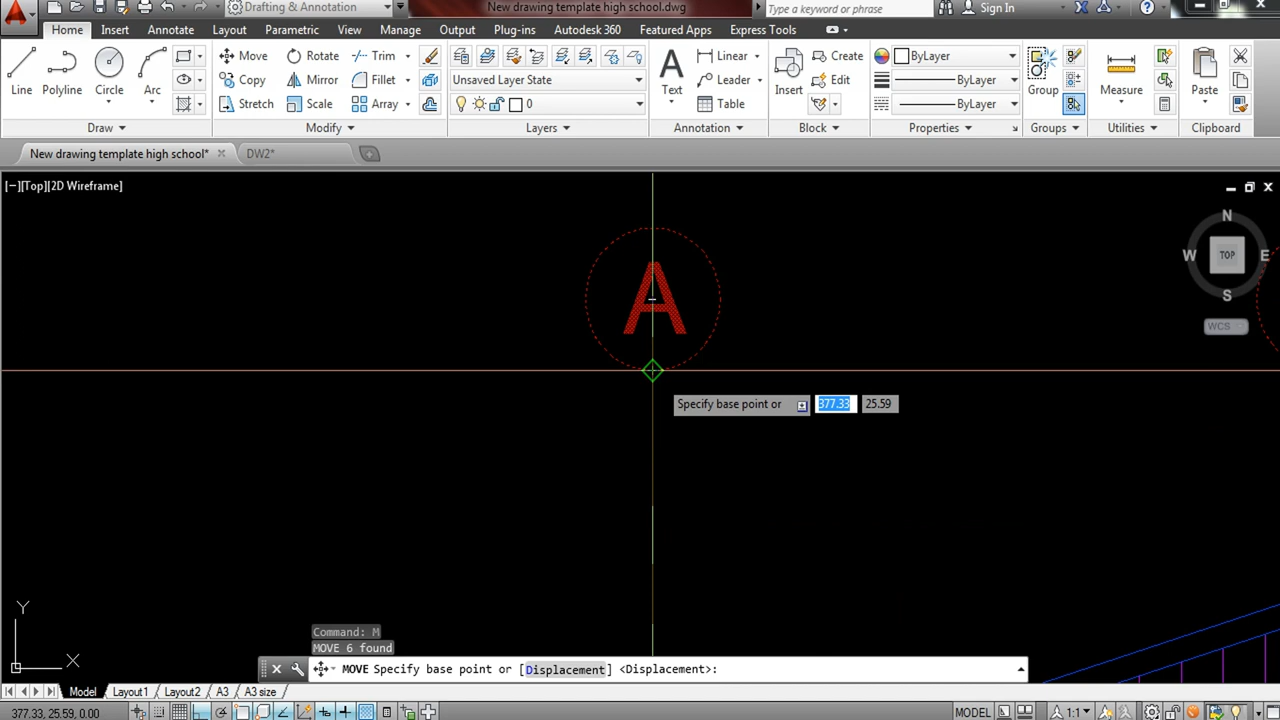 Drafting & Annotation
New drawing template high school.dwg
Type a keyword or phrase
Sign In
Home Insert Annotate Layout Parametric View Manage Output Plug-ins Autodesk 360 Featured Apps Express Tools
Move Rotate Trim
Linear
Create
ByLayer
Copy Mirror Fillet
Unsaved Layer State
Leader
Edit
ByLayer
Line Polyline Circle Arc
Stretch Scale Array
0
Text
Table
Insert
ByLayer
Group
Measure
Paste
Draw Modify Layers Annotation Block Properties Groups Utilities Clipboard
New drawing template high school* DW2*
[−][Top][2D Wireframe]
N
W TOP E
S
WCS
A
Specify base point or 377.33 25.59
Y
X
Command: M
MOVE 6 found
MOVE Specify base point or [Displacement] <Displacement>:
Model Layout1 Layout2 A3 A3 size
377.33, 25.59, 0.00
MODEL
1:1